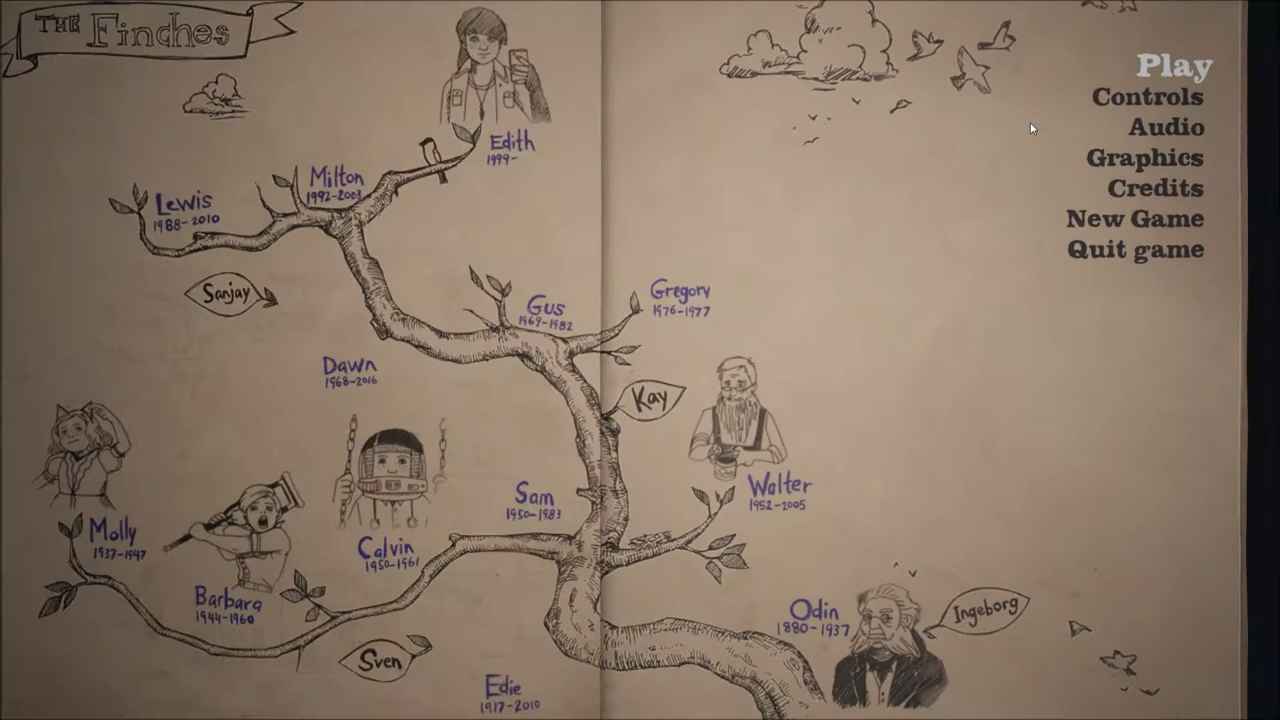 THE Finches
Play
Controls
Audio
Graphics
Credits
New Game
Quit game
Edith
1999-
Milton
1992-2003
Lewis
1988-2010
Sanjay
Gus
1969-1982
Gregory
1976-1977
Dawn
1968-2016
Kay
Sam
1950-1983
Walter
1952-2005
Molly
1937-1947
Calvin
1950-1961
Barbara
1944-1960
Sven
Odin
1880-1937
Ingeborg
Edie
1917-2010